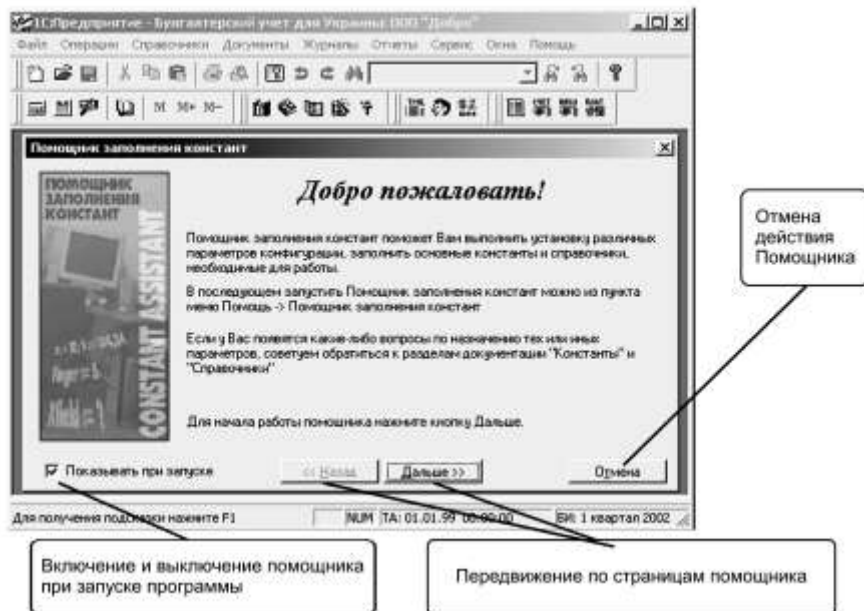 1С:Предприятие - Бухгалтерский учет для Украины: ООО "Добро"
Файл Операции Справочники Документы Журналы Отчеты Сервис Окна Помощь
M M+ M-
Помощник заполнения констант
ПОМОЩНИК
ЗАПОЛНЕНИЯ
КОНСТАНТ
CONSTANT ASSISTANT
Добро пожаловать!
Помощник заполнения констант поможет Вам выполнить установку различных
параметров конфигурации, заполнить основные константы и справочники,
необходимые для работы.
В последующем запустить Помощник заполнения констант можно из пункта
меню Помощь -> Помощник заполнения констант
Если у Вас появятся какие-либо вопросы по назначению тех или иных
параметров, советуем обратиться к разделам документации "Константы" и
"Справочники"
Для начала работы помощника нажмите кнопку Дальше.
Показывать при запуске
<< Назад
Дальше >>
Отмена
Для получения подсказки нажмите F1
NUM
TA: 01.01.99 00:00:00
БИ: 1 квартал 2002
Отмена
действия
Помощника
Включение и выключение помощника
при запуске программы
Передвижение по страницам помощника